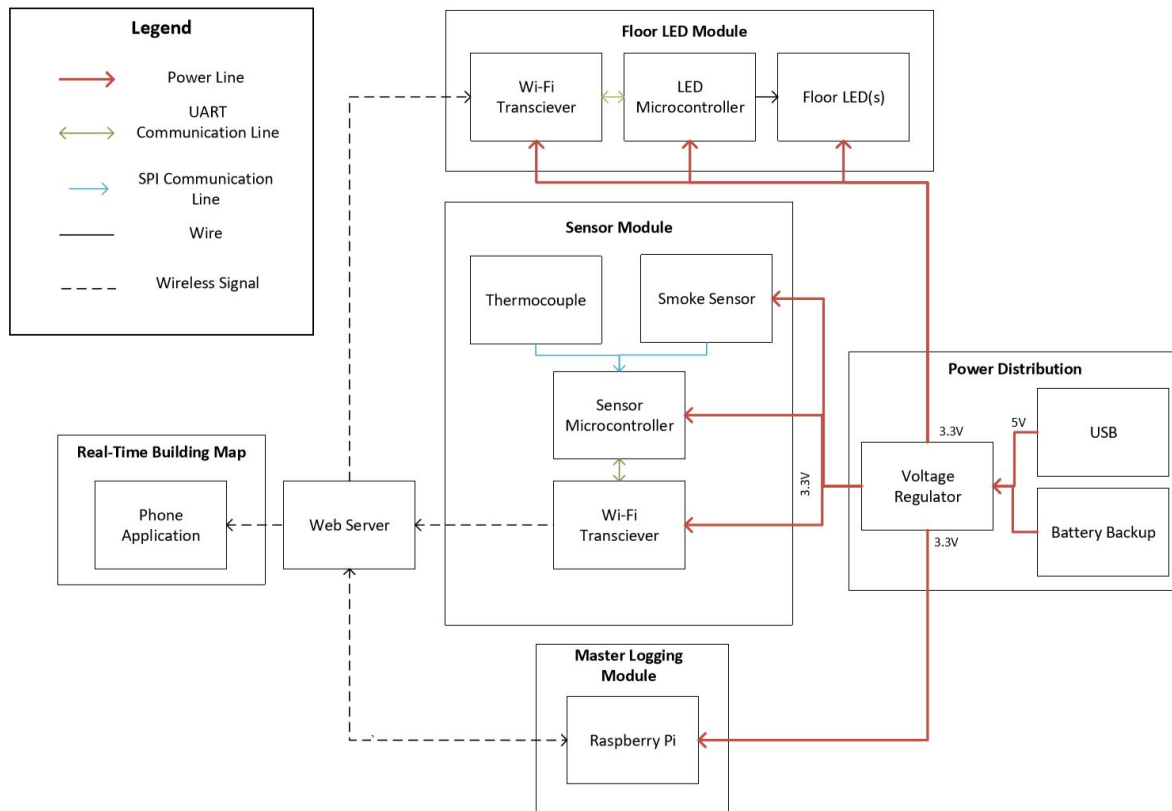 Legend
Power Line
UART
Communication Line
SPI Communication
Line
Wire
Wireless Signal
Floor LED Module
Wi-Fi
Transciever
LED
Microcontroller
Floor LED(s)
Sensor Module
Thermocouple
Smoke Sensor
Sensor
Microcontroller
Wi-Fi
Transciever
3.3V
Power Distribution
USB
5V
3.3V
Voltage
Regulator
3.3V
Battery Backup
Real-Time Building Map
Phone
Application
Web Server
Master Logging
Module
Raspberry Pi